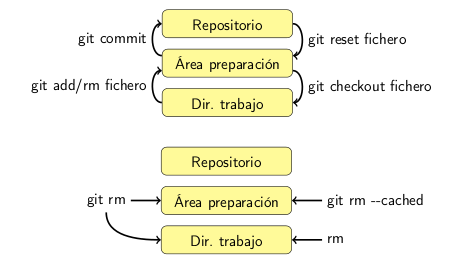 Repositorio
git commit
git reset fichero
Área preparación
git add/rm fichero
git checkout fichero
Dir. trabajo
Repositorio
git rm
Área preparación
git rm --cached
Dir. trabajo
rm